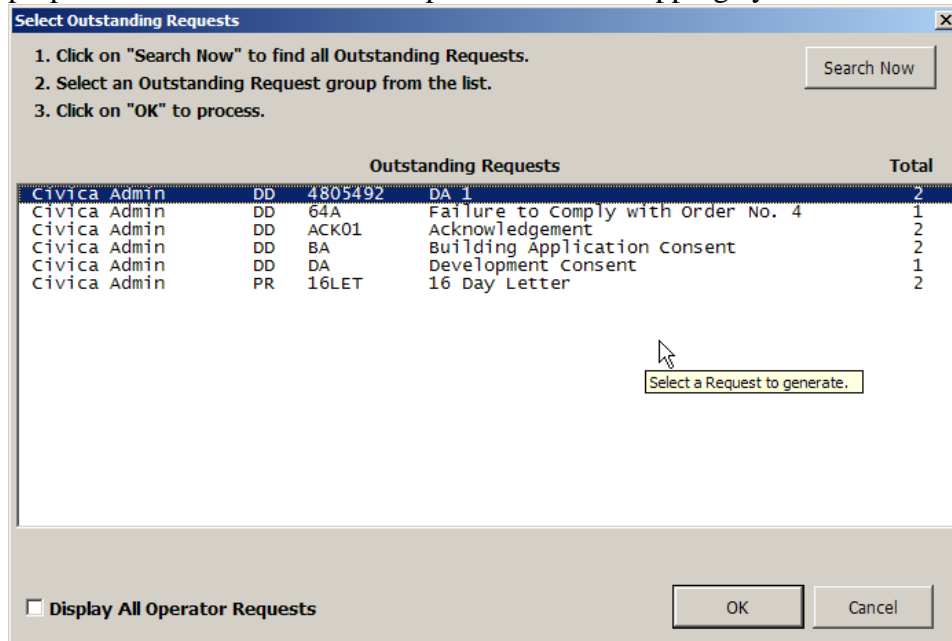 Select Outstanding Requests
1. Click on "Search Now" to find all Outstanding Requests.
Search Now
2. Select an Outstanding Request group from the list.
3. Click on "OK" to process.
Outstanding Requests Total
Civica Admin DD 4805492 DA 1 2
Civica Admin DD 64A Failure to Comply with Order No. 4 1
Civica Admin DD ACK01 Acknowledgement 2
Civica Admin DD BA Building Application Consent 2
Civica Admin DD DA Development Consent 1
Civica Admin PR 16LET 16 Day Letter 2
Select a Request to generate.
Display All Operator Requests
OK Cancel